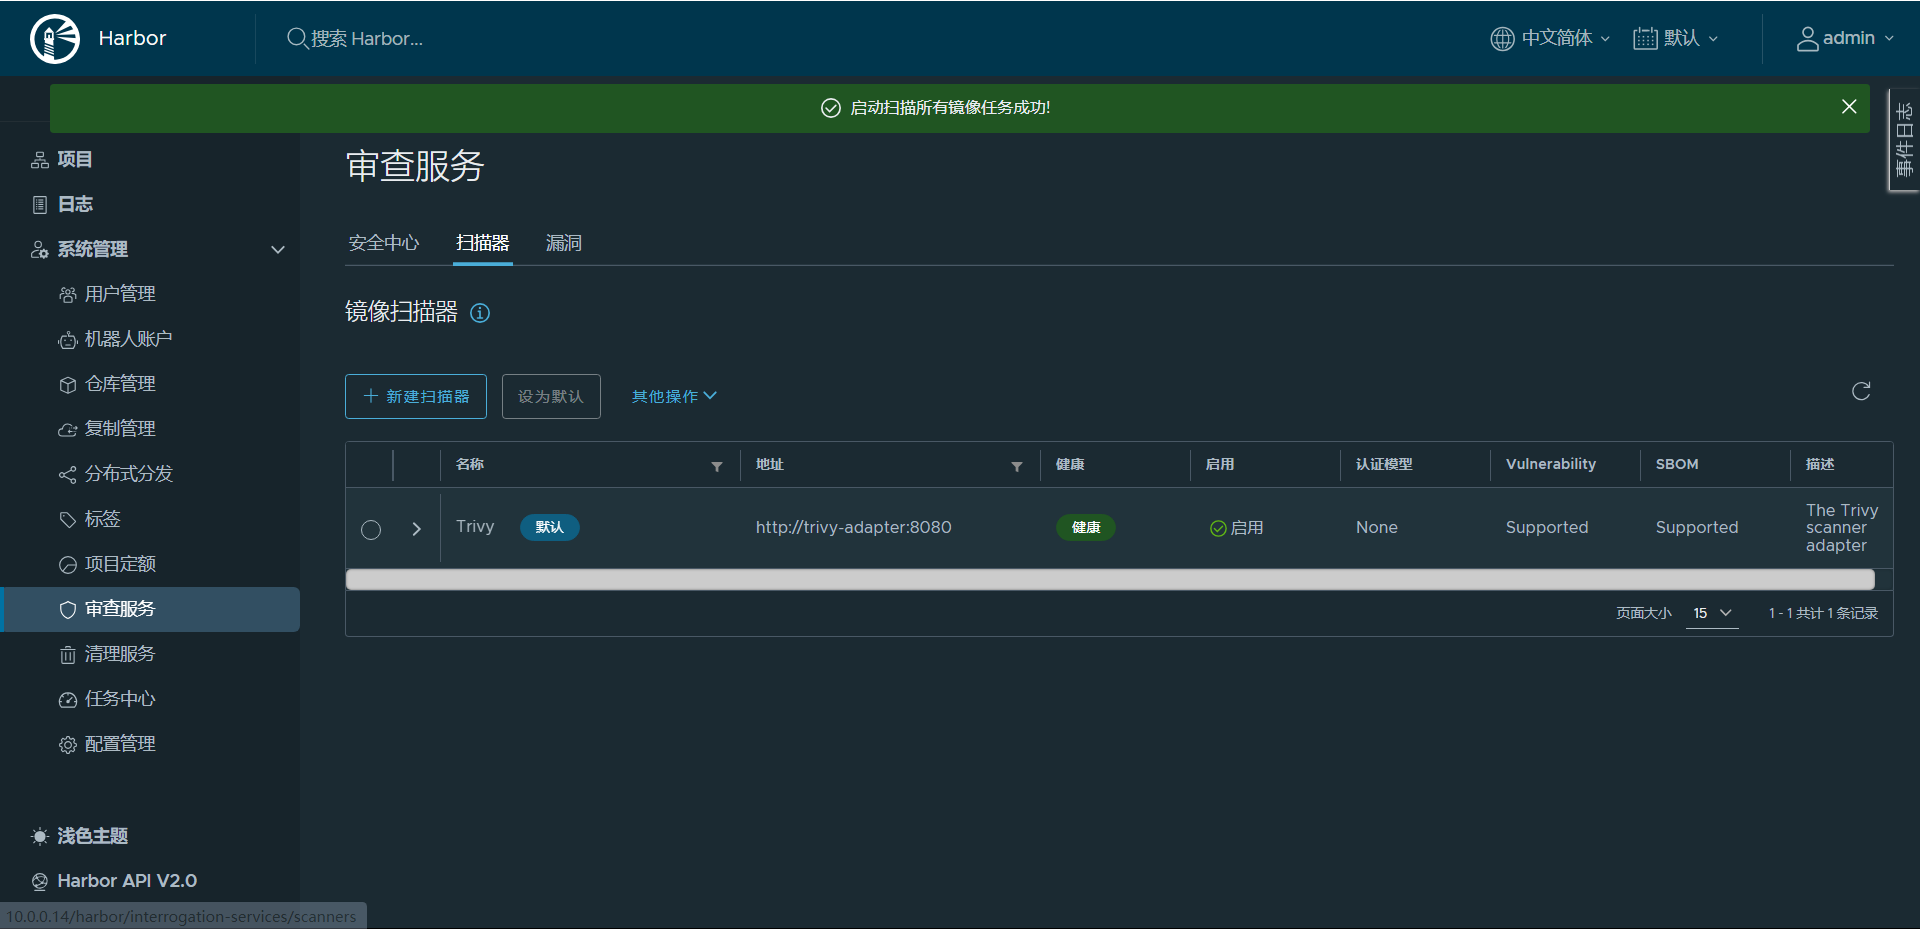 Harbor
搜索 Harbor...
中文简体
默认
admin
启动扫描所有镜像任务成功!
事件日志
项目
日志
系统管理
用户管理
机器人账户
仓库管理
复制管理
分布式分发
标签
项目定额
审查服务
清理服务
任务中心
配置管理
浅色主题
Harbor API V2.0
10.0.0.14/harbor/interrogation-services/scanners
审查服务
安全中心 扫描器 漏洞
镜像扫描器
新建扫描器 设为默认 其他操作
名称 地址 健康 启用 认证模型 Vulnerability SBOM 描述
Trivy 默认 http://trivy-adapter:8080 健康 启用 None Supported Supported The Trivy
scanner
adapter
页面大小 15 1 - 1 共计 1 条记录